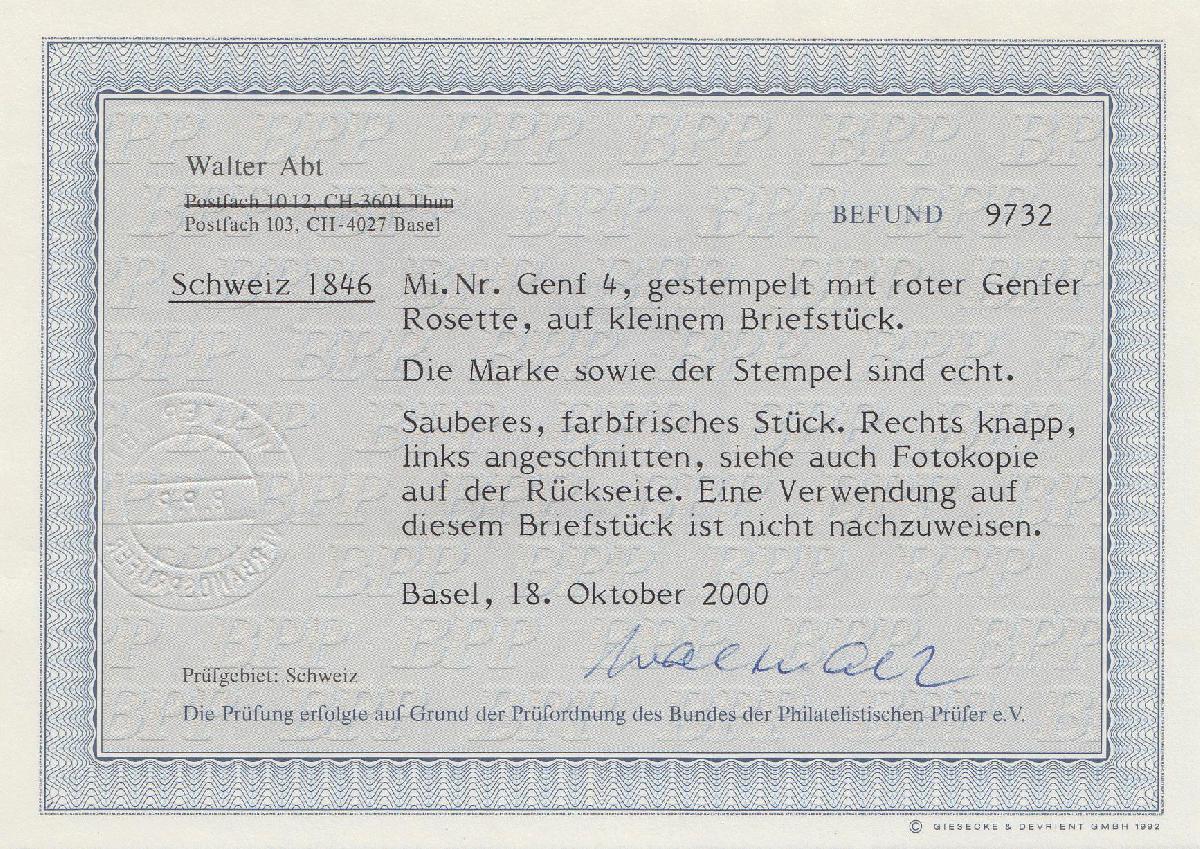 Walter Abt
Postfach 1012, CH-3601 Thun
Postfach 103, CH-4027 Basel
BEFUND 9732
Schweiz 1846 Mi.Nr. Genf 4, gestempelt mit roter Genfer
Rosette, auf kleinem Briefstück.
Die Marke sowie der Stempel sind echt.
Sauberes, farbfrisches Stück. Rechts knapp,
links angeschnitten, siehe auch Fotokopie
auf der Rückseite. Eine Verwendung auf
diesem Briefstück ist nicht nachzuweisen.
Basel, 18. Oktober 2000
Prüfgebiet: Schweiz
Die Prüfung erfolgte auf Grund der Prüfordnung des Bundes der Philatelistischen Prüfer e.V.
© GIESECKE & DEVRIENT GMBH 1992
BPP
B.P.P.
VERBANDSPRÜFER